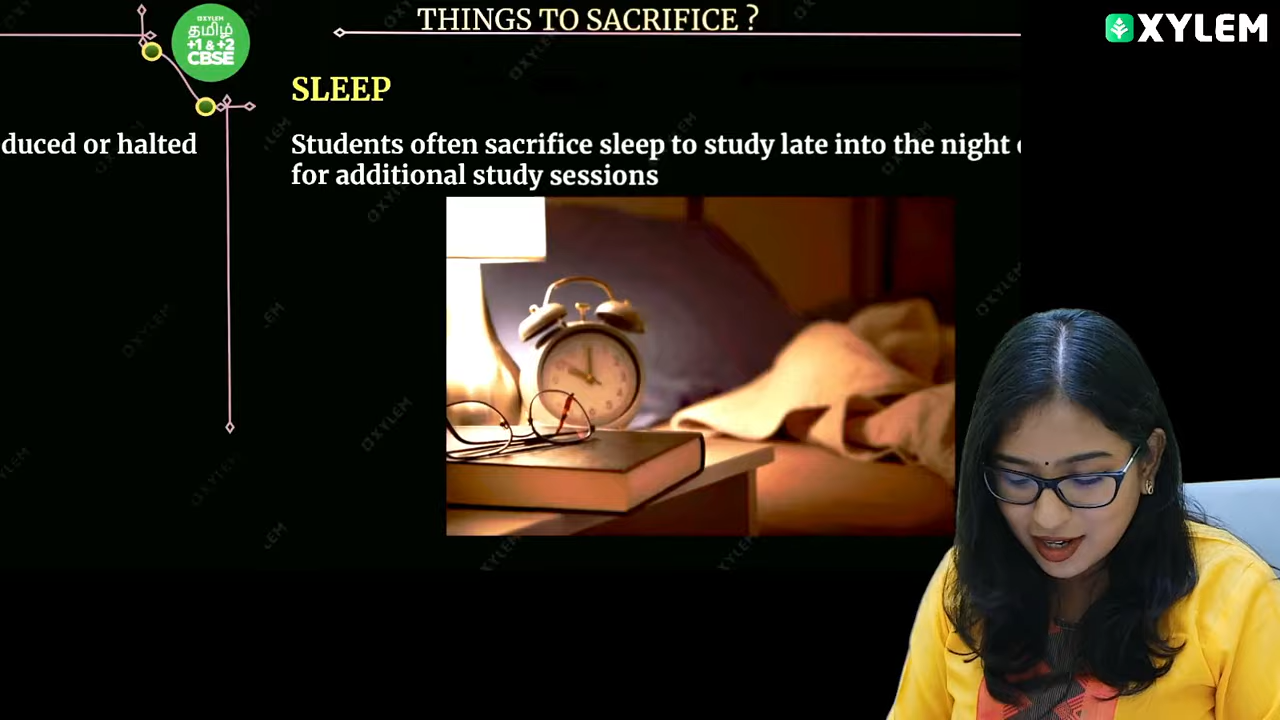 THINGS TO SACRIFICE ?
OXYLEM
தமிழ்
+1 & +2
CBSE
XYLEM
SLEEP
duced or halted
Students often sacrifice sleep to study late into the night
for additional study sessions